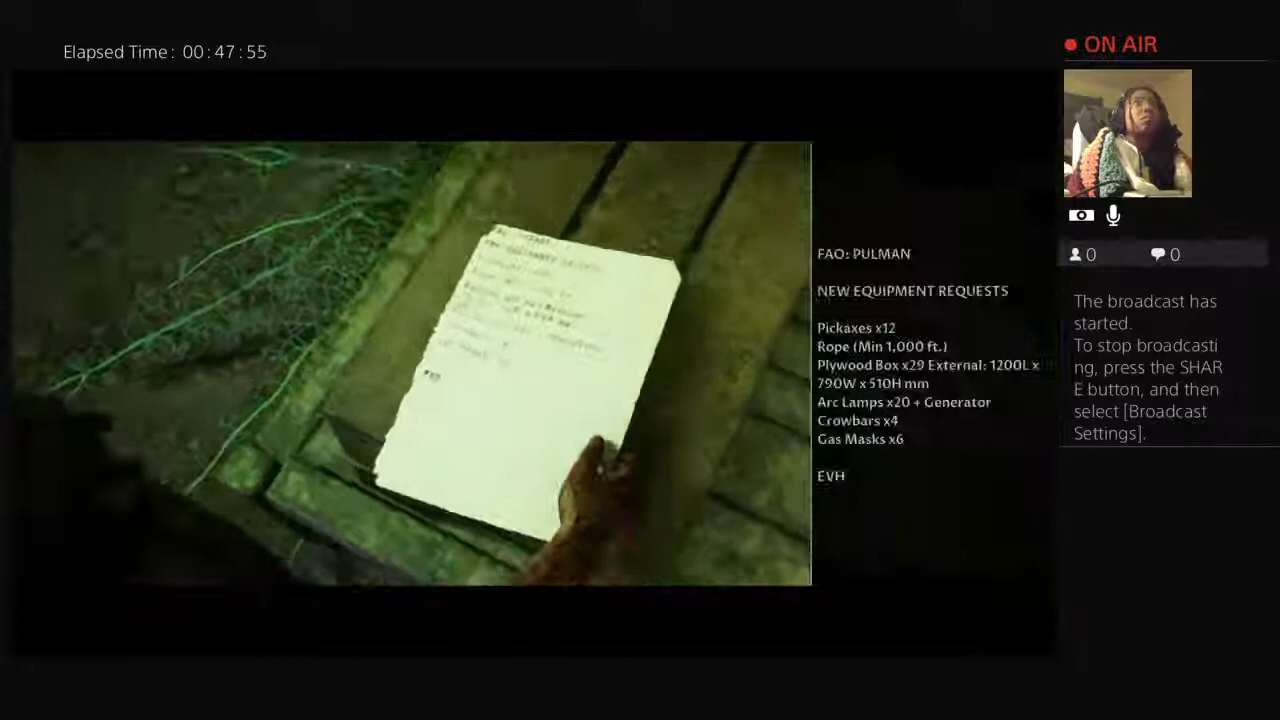 Elapsed Time: 00:47:55
ON AIR
0
0
FAO: PULMAN
NEW EQUIPMENT REQUESTS
Pickaxes x12
Rope (Min 1,000 ft.)
Plywood Box x29 External: 1200L x
790W x 510H mm
Arc Lamps x20 + Generator
Crowbars x4
Gas Masks x6
EVH
The broadcast has
started.
To stop broadcasti
ng, press the SHAR
E button, and then
select [Broadcast
Settings].